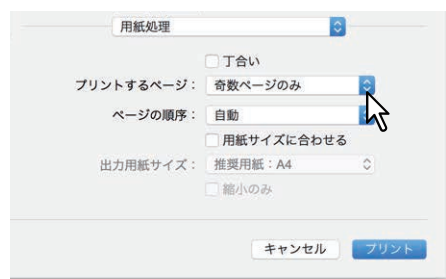 用紙処理
丁合い
プリントするページ： 奇数ページのみ
ページの順序： 自動
用紙サイズに合わせる
出力用紙サイズ： 推奨用紙：A4
縮小のみ
キャンセル プリント